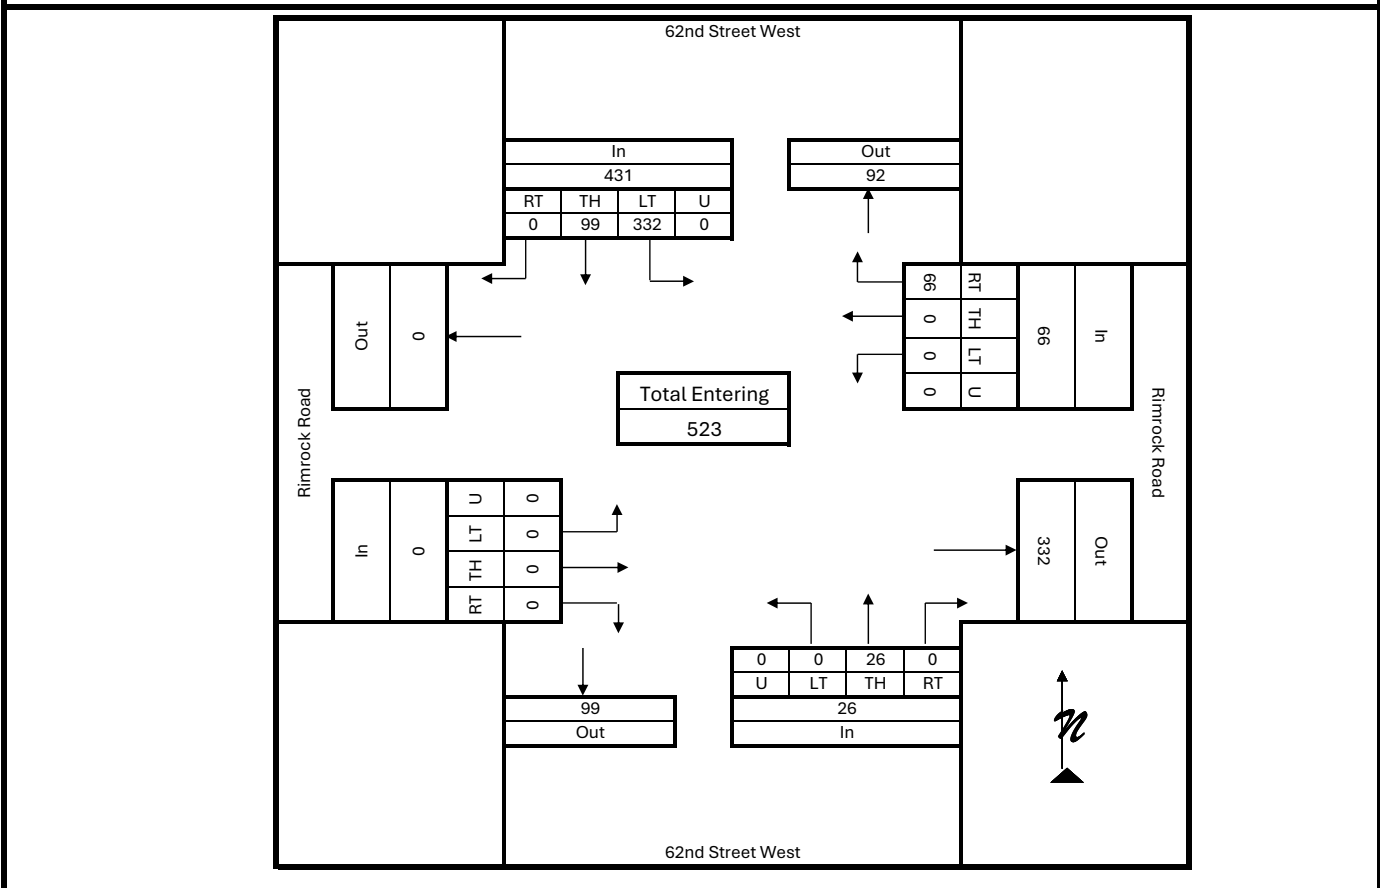 62nd Street West
In
431
RT TH LT U
0 99 332 0
Out
92
Out 0
66 RT
0 TH
0 LT
0 U
66 In
Rimrock Road
Rimrock Road
Total Entering
523
In 0
U 0
LT 0
TH 0
RT 0
332 Out
0 0 26 0
U LT TH RT
26
In
99
Out
N
62nd Street West